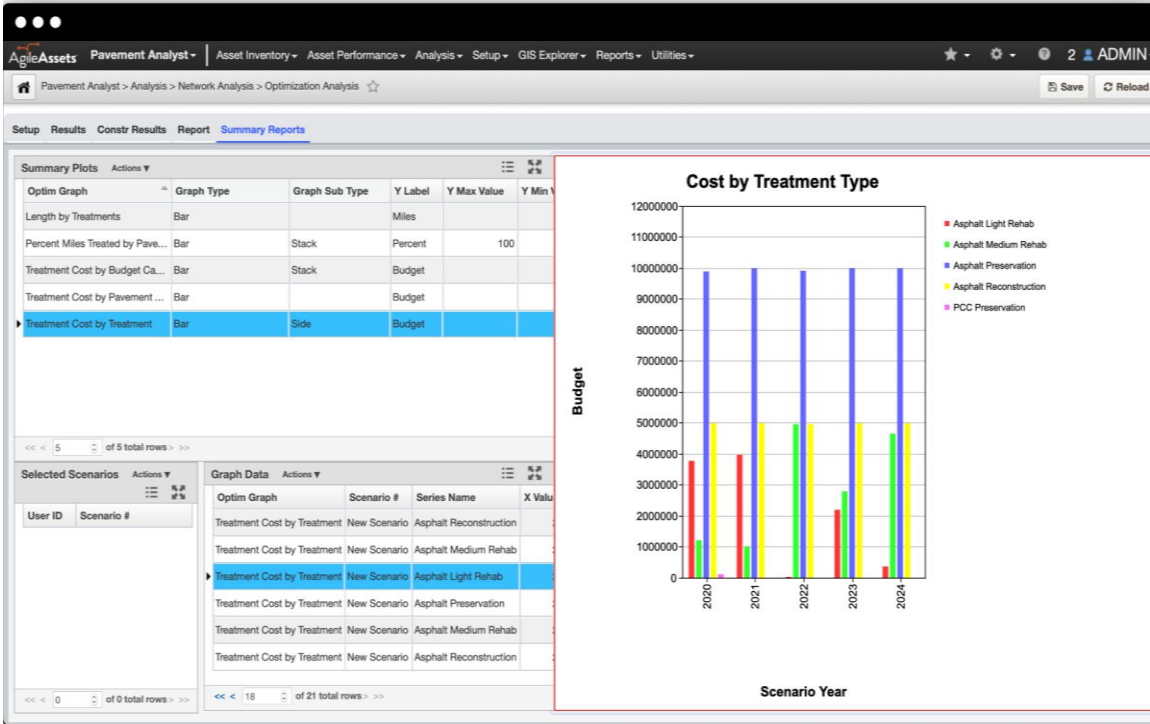 AgileAssets Pavement Analyst Asset Inventory Asset Performance Analysis Setup GIS Explorer Reports Utilities 2 ADMIN
Pavement Analyst > Analysis > Network Analysis > Optimization Analysis Save Reload
Setup Results Constr Results Report Summary Reports
Summary Plots Actions ▼
Optim Graph Graph Type Graph Sub Type Y Label Y Max Value Y Min
Length by Treatments Bar Miles
Percent Miles Treated by Pave... Bar Stack Percent 100
Treatment Cost by Budget Ca... Bar Stack Budget
Treatment Cost by Pavement ... Bar Budget
Treatment Cost by Treatment Bar Side Budget
<< < 5 of 5 total rows > >>
Selected Scenarios Actions ▼
User ID Scenario #
<< < 0 of 0 total rows > >>
Graph Data Actions ▼
Optim Graph Scenario # Series Name X Valu
Treatment Cost by Treatment New Scenario Asphalt Reconstruction
Treatment Cost by Treatment New Scenario Asphalt Medium Rehab
Treatment Cost by Treatment New Scenario Asphalt Light Rehab
Treatment Cost by Treatment New Scenario Asphalt Preservation
Treatment Cost by Treatment New Scenario Asphalt Medium Rehab
Treatment Cost by Treatment New Scenario Asphalt Reconstruction
<< < 18 of 21 total rows > >>
Cost by Treatment Type
Budget
12000000
11000000
10000000
9000000
8000000
7000000
6000000
5000000
4000000
3000000
2000000
1000000
0
2020 2021 2022 2023 2024
Scenario Year
Asphalt Light Rehab
Asphalt Medium Rehab
Asphalt Preservation
Asphalt Reconstruction
PCC Preservation